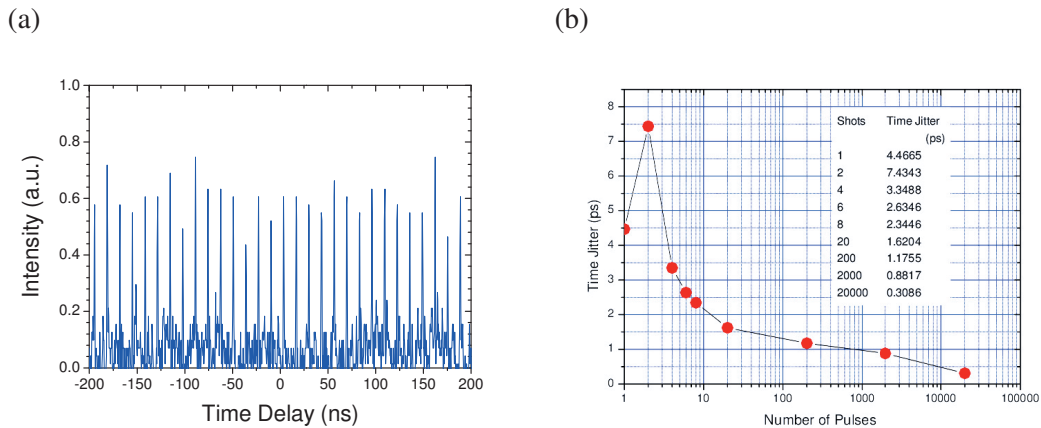 (a)
(b)
1.0
0.8
0.6
0.4
0.2
0.0
Intensity (a.u.)
-200 -150 -100 -50 0 50 100 150 200
Time Delay (ns)
8
7
6
5
4
3
2
1
0
Time Jitter (ps)
Shots Time Jitter
(ps)
1 4.4665
2 7.4343
4 3.3488
6 2.6346
8 2.3446
20 1.6204
200 1.1755
2000 0.8817
20000 0.3086
1 10 100 1000 10000 100000
Number of Pulses